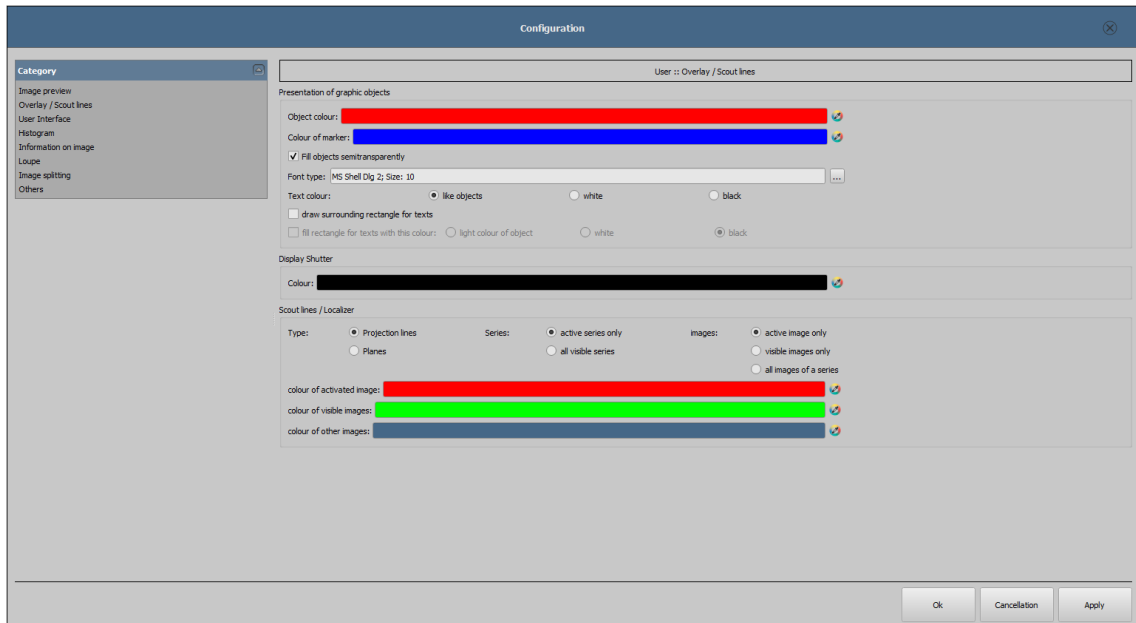 Configuration
Category
Image preview
Overlay / Scout lines
User Interface
Histogram
Information on image
Loupe
Image splitting
Others
User :: Overlay / Scout lines
Presentation of graphic objects
Object colour:
Colour of marker:
Fill objects semitransparently
Font type: MS Shell Dlg 2; Size: 10 ...
Text colour: like objects white black
draw surrounding rectangle for texts
fill rectangle for texts with this colour: light colour of object white black
Display Shutter
Colour:
Scout lines / Localizer
Type: Projection lines Series: active series only images: active image only
Planes all visible series visible images only
all images of a series
colour of activated image:
colour of visible images:
colour of other images:
Ok Cancellation Apply